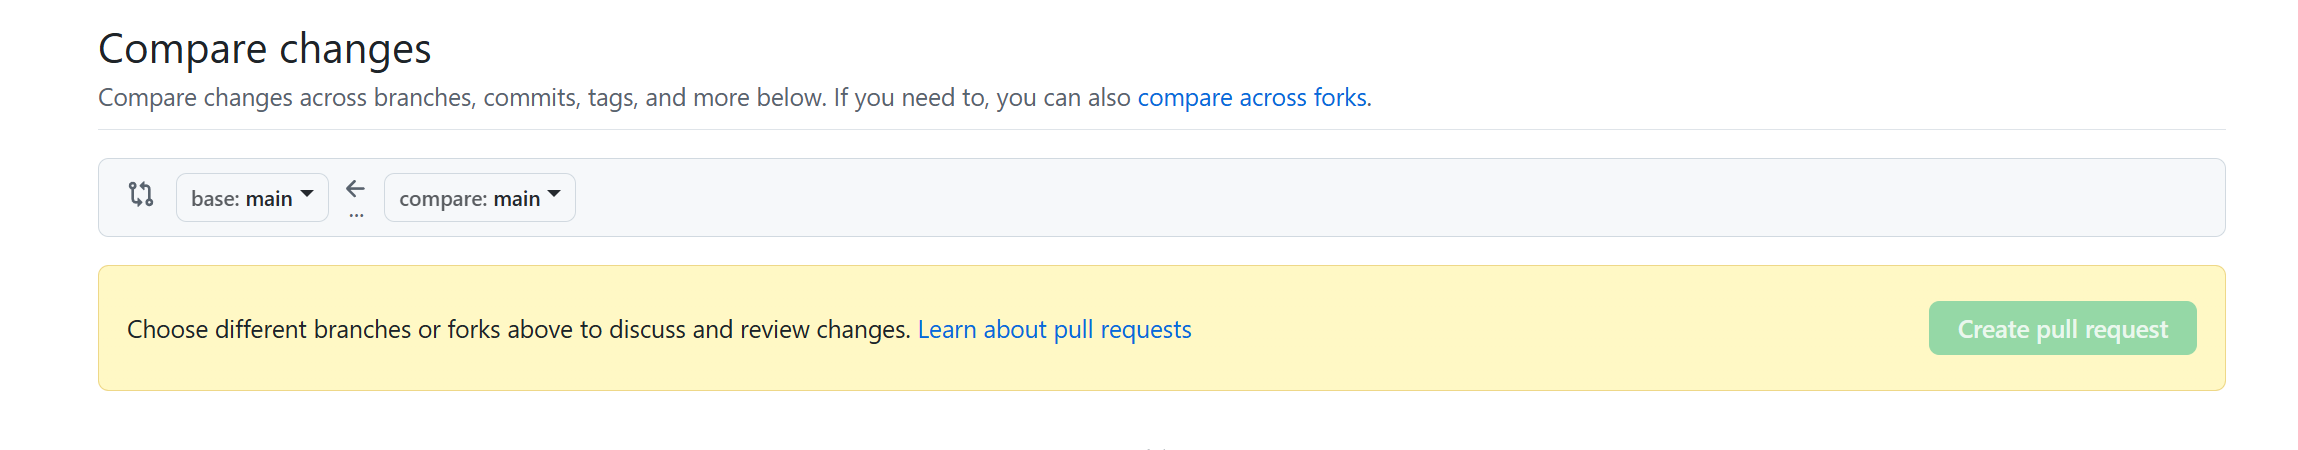 Compare changes
Compare changes across branches, commits, tags, and more below. If you need to, you can also compare across forks.
base: main ← compare: main
...
Choose different branches or forks above to discuss and review changes. Learn about pull requests Create pull request